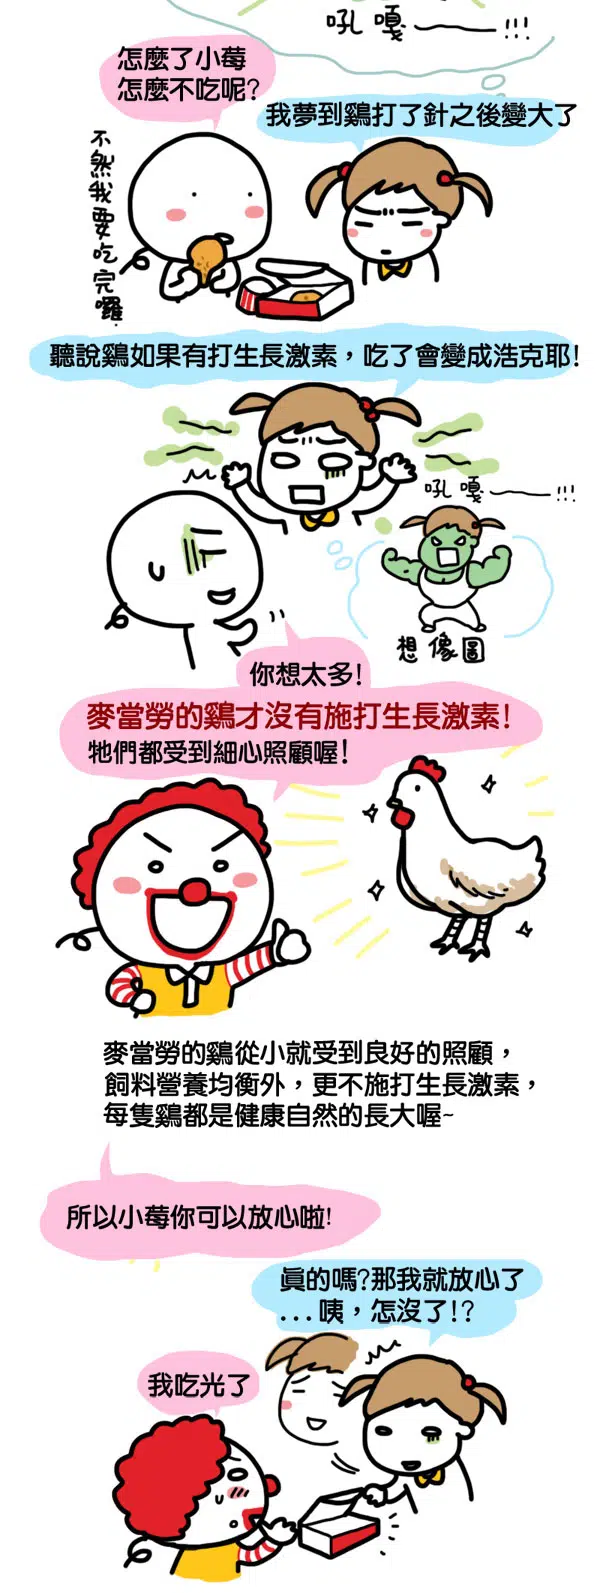 吼嘎——!!!
怎麼了小莓
怎麼不吃呢?
我夢到鷄打了針之後變大了
不然我要吃完囉.
聽說鷄如果有打生長激素，吃了會變成浩克耶!
吼嘎——!!!
想像圖
你想太多!
麥當勞的鷄才沒有施打生長激素!
牠們都受到細心照顧喔!
麥當勞的鷄從小就受到良好的照顧，
飼料營養均衡外，更不施打生長激素，
每隻鷄都是健康自然的長大喔~
所以小莓你可以放心啦!
真的嗎?那我就放心了
...咦，怎沒了!?
我吃光了